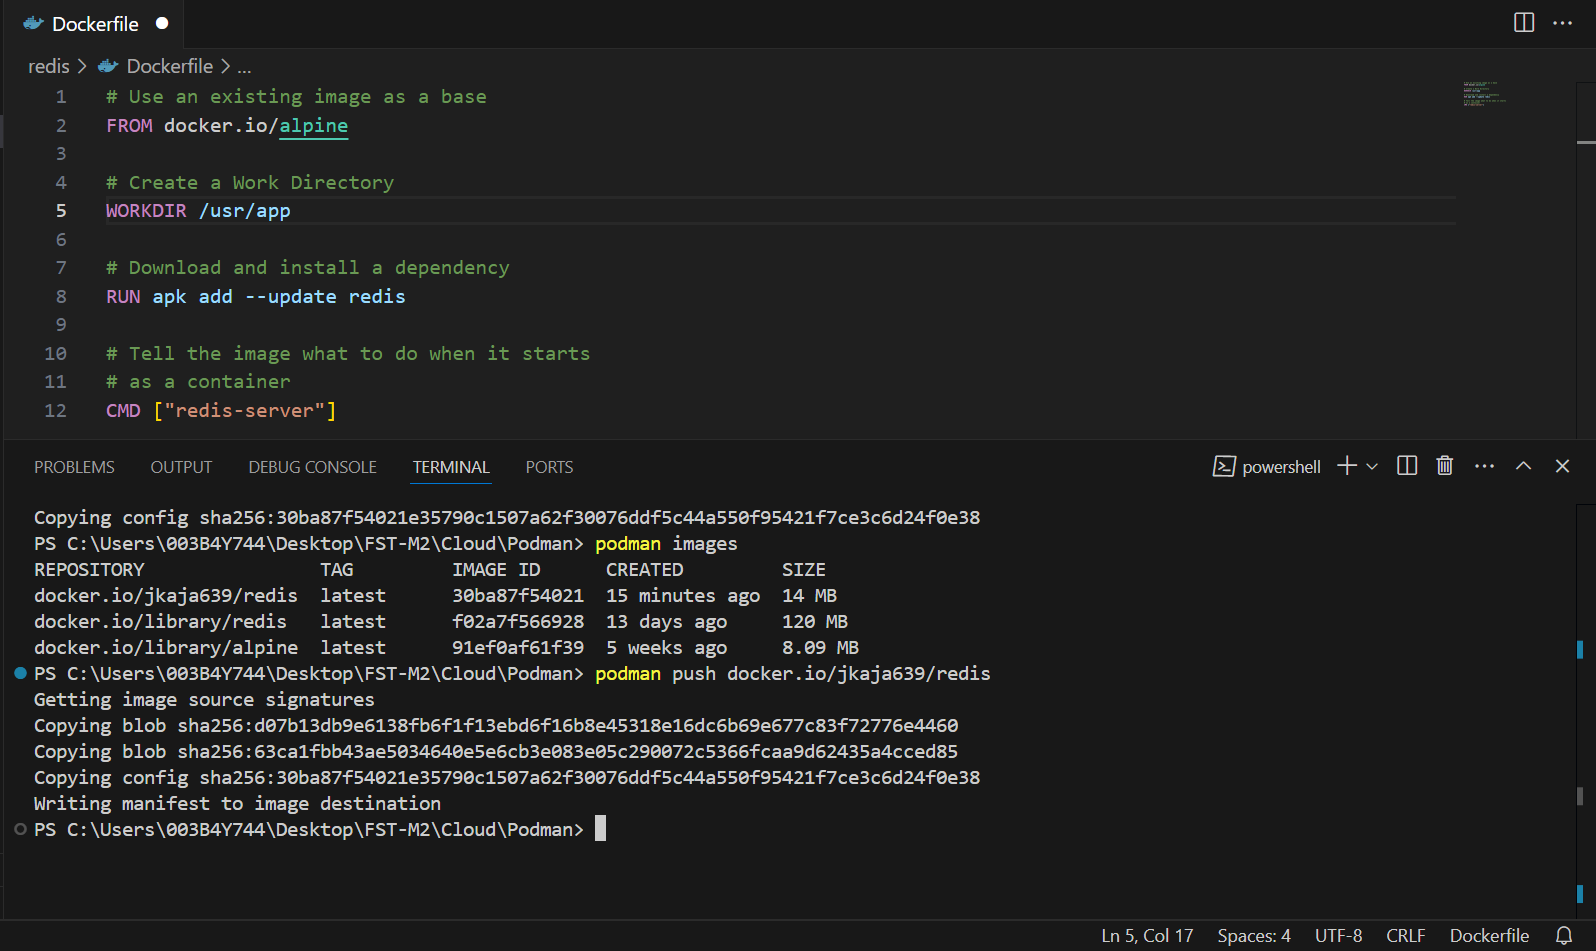 Dockerfile
redis > Dockerfile > ...
1 # Use an existing image as a base
2 FROM docker.io/alpine
3
4 # Create a Work Directory
5 WORKDIR /usr/app
6
7 # Download and install a dependency
8 RUN apk add --update redis
9
10 # Tell the image what to do when it starts
11 # as a container
12 CMD ["redis-server"]
PROBLEMS OUTPUT DEBUG CONSOLE TERMINAL PORTS powershell
Copying config sha256:30ba87f54021e35790c1507a62f30076ddf5c44a550f95421f7ce3c6d24f0e38
PS C:\Users\003B4Y744\Desktop\FST-M2\Cloud\Podman> podman images
REPOSITORY TAG IMAGE ID CREATED SIZE
docker.io/jkaja639/redis latest 30ba87f54021 15 minutes ago 14 MB
docker.io/library/redis latest f02a7f566928 13 days ago 120 MB
docker.io/library/alpine latest 91ef0af61f39 5 weeks ago 8.09 MB
PS C:\Users\003B4Y744\Desktop\FST-M2\Cloud\Podman> podman push docker.io/jkaja639/redis
Getting image source signatures
Copying blob sha256:d07b13db9e6138fb6f1f13ebd6f16b8e45318e16dc6b69e677c83f72776e4460
Copying blob sha256:63ca1fbb43ae5034640e5e6cb3e083e05c290072c5366fcaa9d62435a4cced85
Copying config sha256:30ba87f54021e35790c1507a62f30076ddf5c44a550f95421f7ce3c6d24f0e38
Writing manifest to image destination
PS C:\Users\003B4Y744\Desktop\FST-M2\Cloud\Podman>
Ln 5, Col 17 Spaces: 4 UTF-8 CRLF Dockerfile